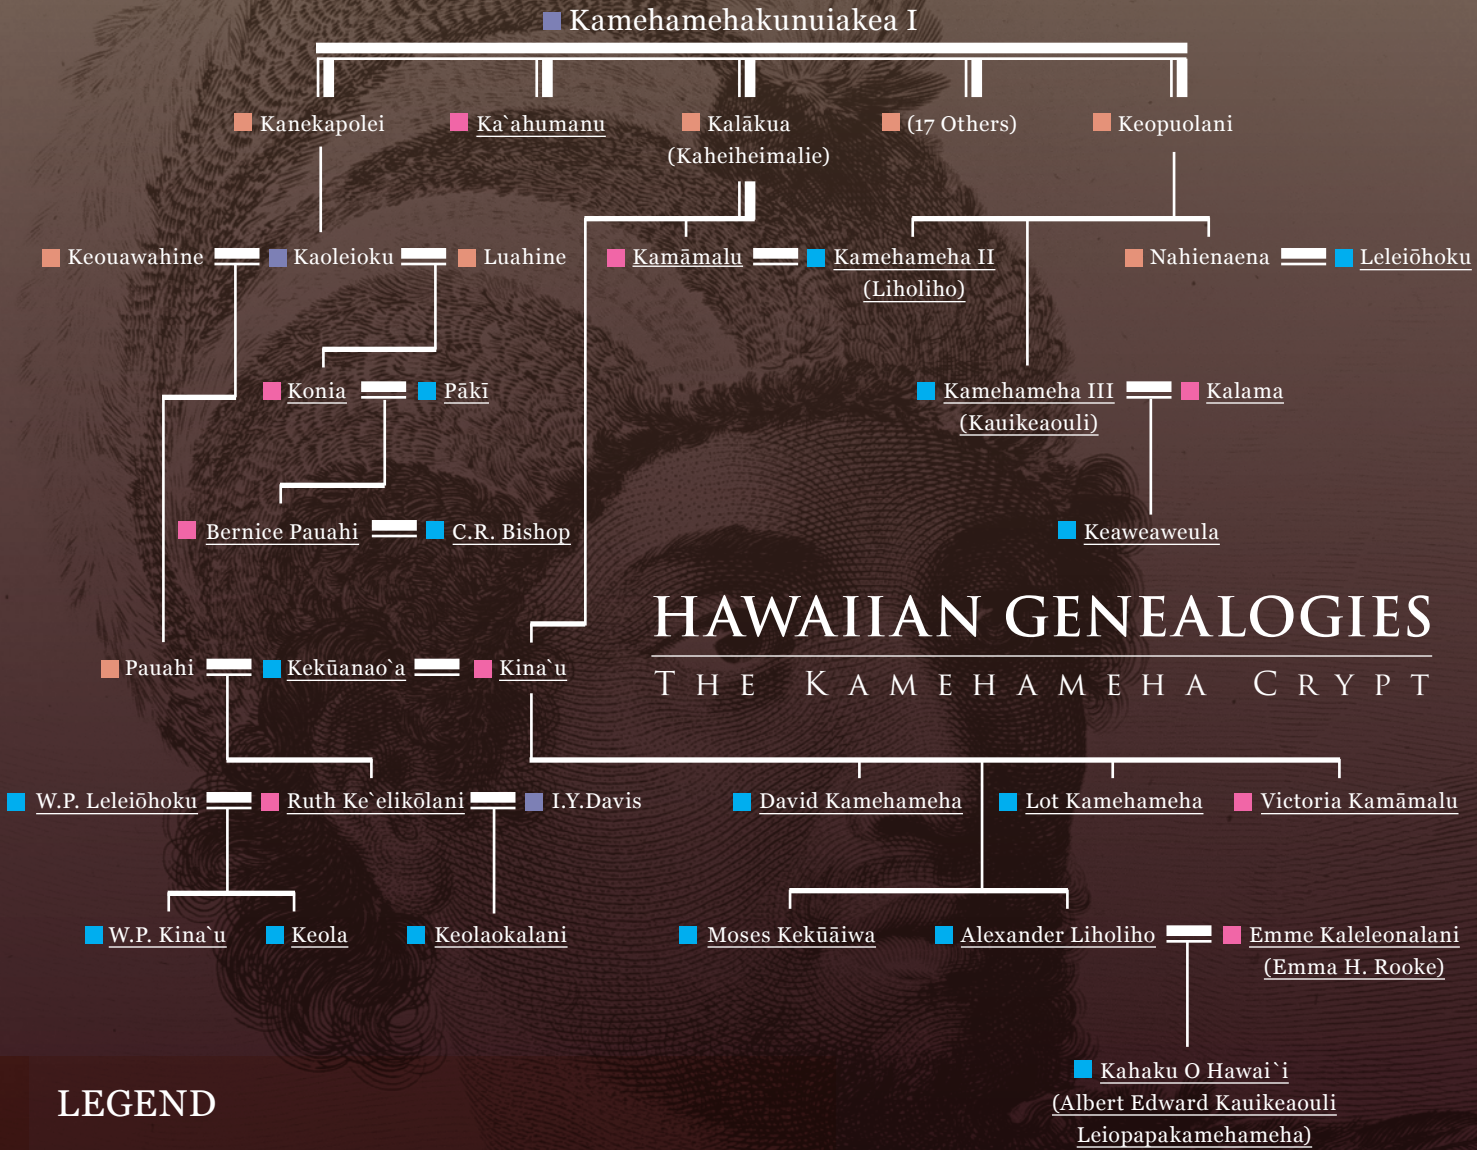 Kamehamehakunuiakea I
Kanekapolei
Ka`ahumanu
Kalākua
(Kaheiheimalie)
(17 Others)
Keopuolani
Keouawahine
Kaoleioku
Luahine
Kamāmalu
Kamehameha II
(Liholiho)
Nahienaena
Leleiōhoku
Konia
Pākī
Kamehameha III
(Kauikeaouli)
Kalama
Bernice Pauahi
C.R. Bishop
Keaweaweula
HAWAIIAN GENEALOGIES
THE KAMEHAMEHA CRYPT
Pauahi
Kekūanao`a
Kina`u
W.P. Leleiōhoku
Ruth Ke`elikōlani
I.Y.Davis
David Kamehameha
Lot Kamehameha
Victoria Kamāmalu
W.P. Kina`u
Keola
Keolaokalani
Moses Kekūāiwa
Alexander Liholiho
Emme Kaleleonalani
(Emma H. Rooke)
Kahaku O Hawai`i
(Albert Edward Kauikeaouli
Leiopapakamehameha)
LEGEND